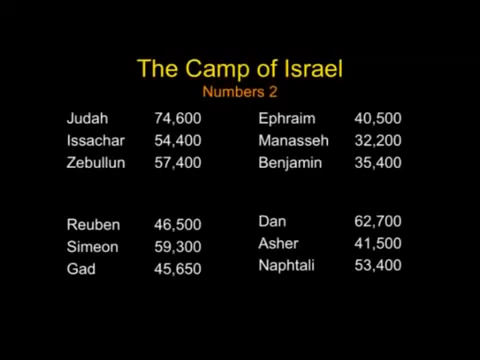 The Camp of Israel
Numbers 2
Judah 74,600
Issachar 54,400
Zebullun 57,400
Ephraim 40,500
Manasseh 32,200
Benjamin 35,400
Reuben 46,500
Simeon 59,300
Gad 45,650
Dan 62,700
Asher 41,500
Naphtali 53,400